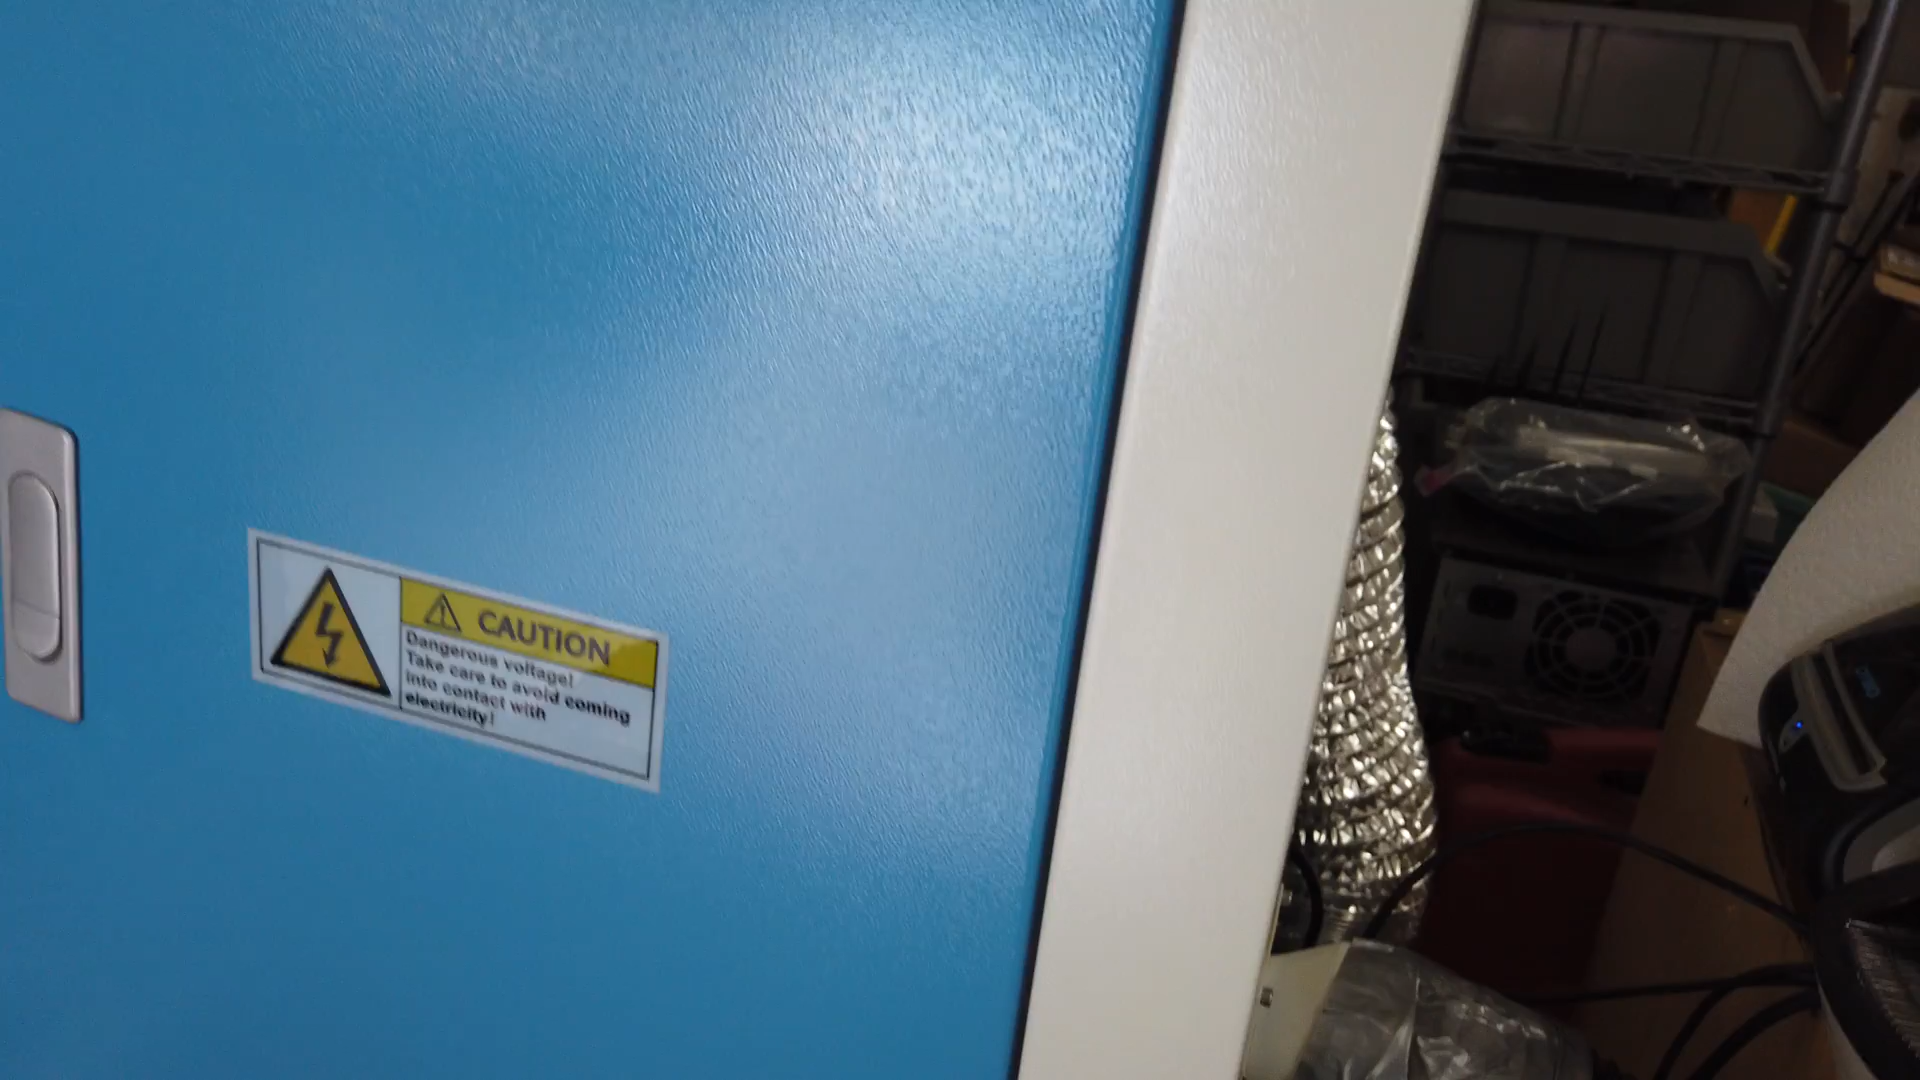 CAUTION
Dangerous voltage!
Take care to avoid coming
into contact with
electricity!